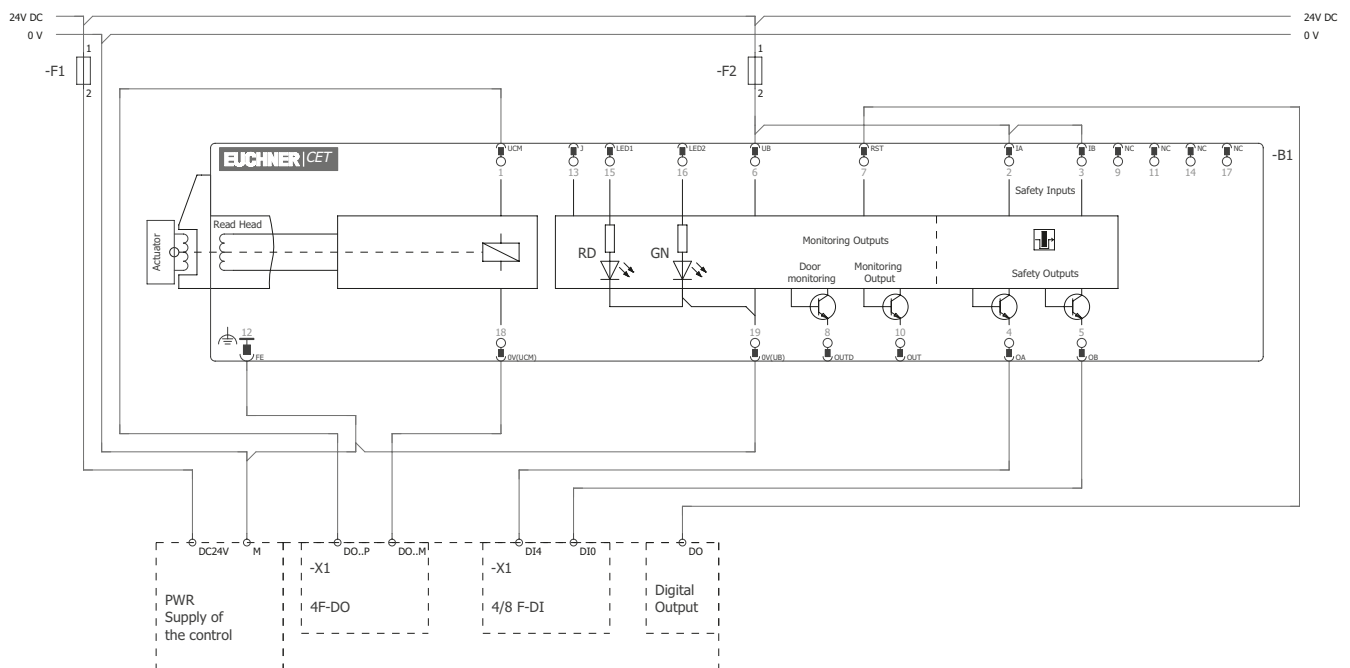 24V DC
24V DC
0 V
0 V
1
1
-F1
-F2
2
2
EUCHNER CET
UCM
J
LED1
LED2
UB
RST
IA
IB
NC
NC
NC
NC
-B1
1
13
15
16
6
7
2
3
9
11
14
17
Safety Inputs
Actuator
Read Head
RD
GN
Monitoring Outputs
Door
monitoring
Monitoring
Output
Safety Outputs
12
18
19
8
10
4
5
FE
0V(UCM)
0V(UB)
OUTD
OUT
OA
OB
DC24V
M
DO..P
DO..M
DI4
DI0
DO
-X1
-X1
PWR
Supply of
the control
4F-DO
4/8 F-DI
Digital
Output